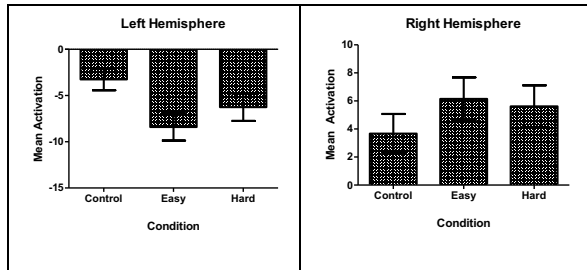 Left Hemisphere
0
-5
-10
-15
Mean Activation
Control Easy Hard
Condition
Right Hemisphere
10
8
6
4
2
0
Mean Activation
Control Easy Hard
Condition